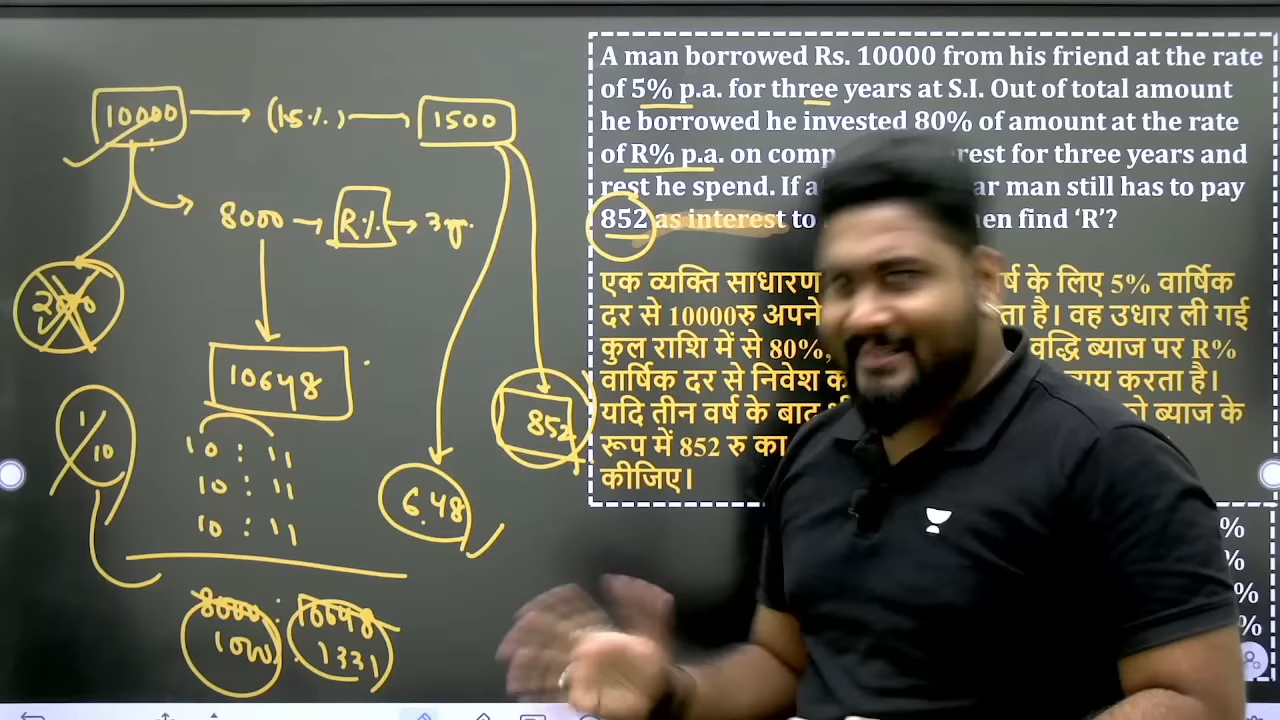 A man borrowed Rs. 10000 from his friend at the rate
of 5% p.a. for three years at S.I. Out of total amount
he borrowed he invested 80% of amount at the rate
of R% p.a. on comp rest for three years and
rest he spend. If a ar man still has to pay
852 as interest to en find ‘R’?
एक व्यक्ति साधारण र्ष के लिए 5% वार्षिक
दर से 10000रु अपने ता है। वह उधार ली गई
कुल राशि में से 80%, वृद्धि ब्याज पर R%
वार्षिक दर से निवेश क व्यय करता है।
यदि तीन वर्ष के बाद को ब्याज के
रूप में 852 रु का
कीजिए।
10000 (15%) 1500
8000 R% 3y.
10648
1/10
10 : 11
10 : 11
10 : 11
852
6.48
8000 : 10648
1000 1331
%
%
%
%